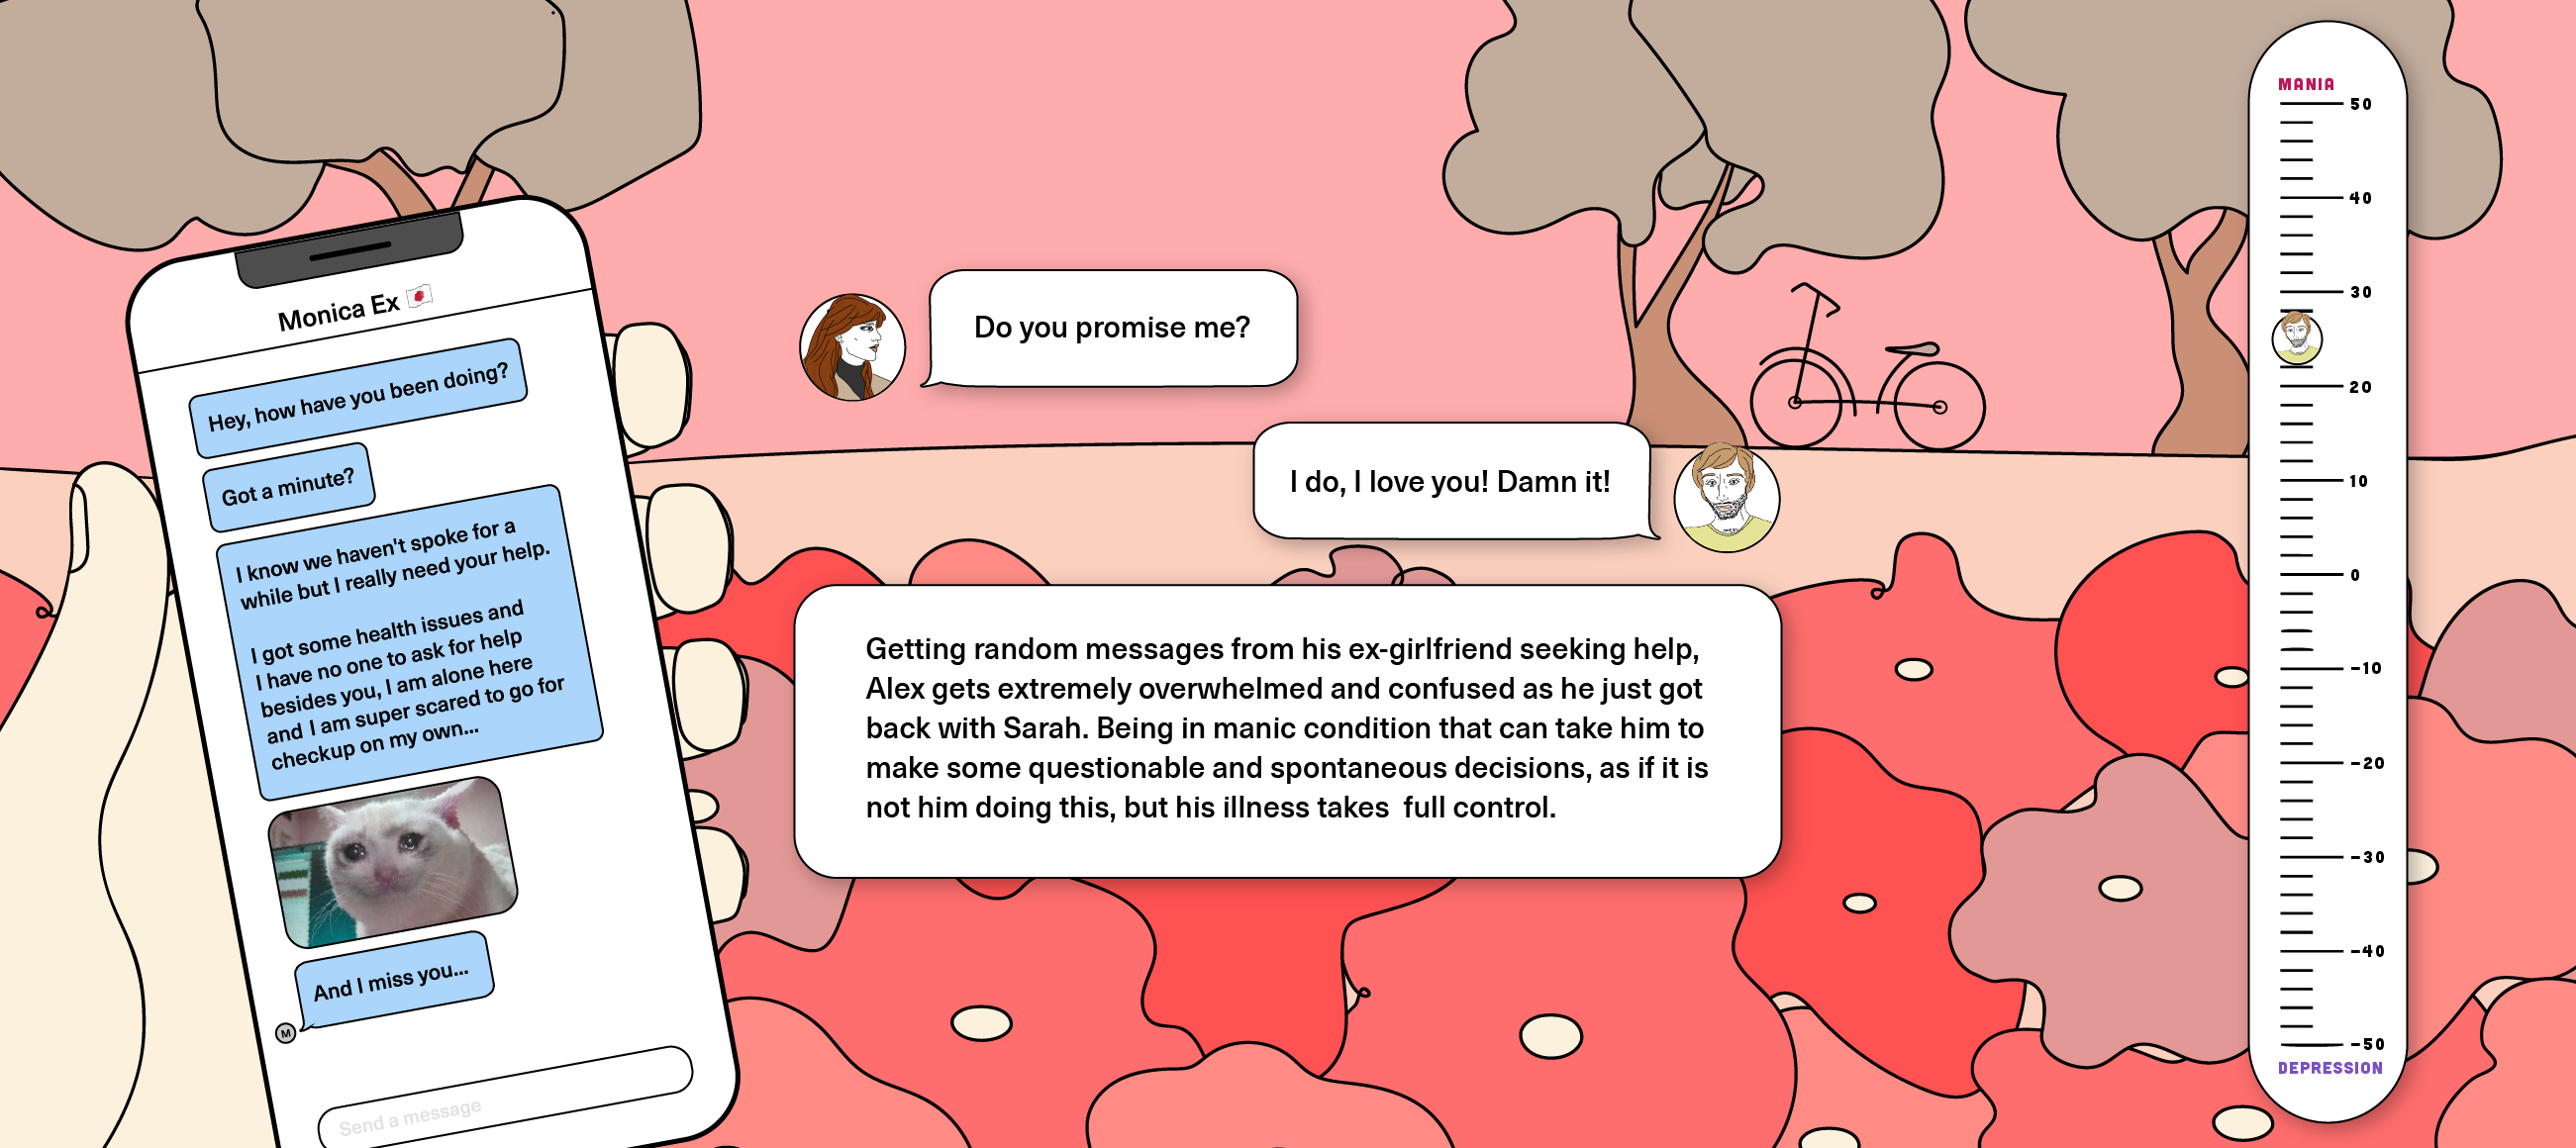 Monica Ex
Hey, how have you been doing?
Got a minute?
I know we haven't spoke for a
while but I really need your help.
I got some health issues and
I have no one to ask for help
besides you, I am alone here
and I am super scared to go for
checkup on my own...
And I miss you...
M
Send a message
Do you promise me?
I do, I love you! Damn it!
Getting random messages from his ex-girlfriend seeking help,
Alex gets extremely overwhelmed and confused as he just got
back with Sarah. Being in manic condition that can take him to
make some questionable and spontaneous decisions, as if it is
not him doing this, but his illness takes  full control.
MANIA
50
40
30
20
10
0
-10
-20
-30
-40
-50
DEPRESSION